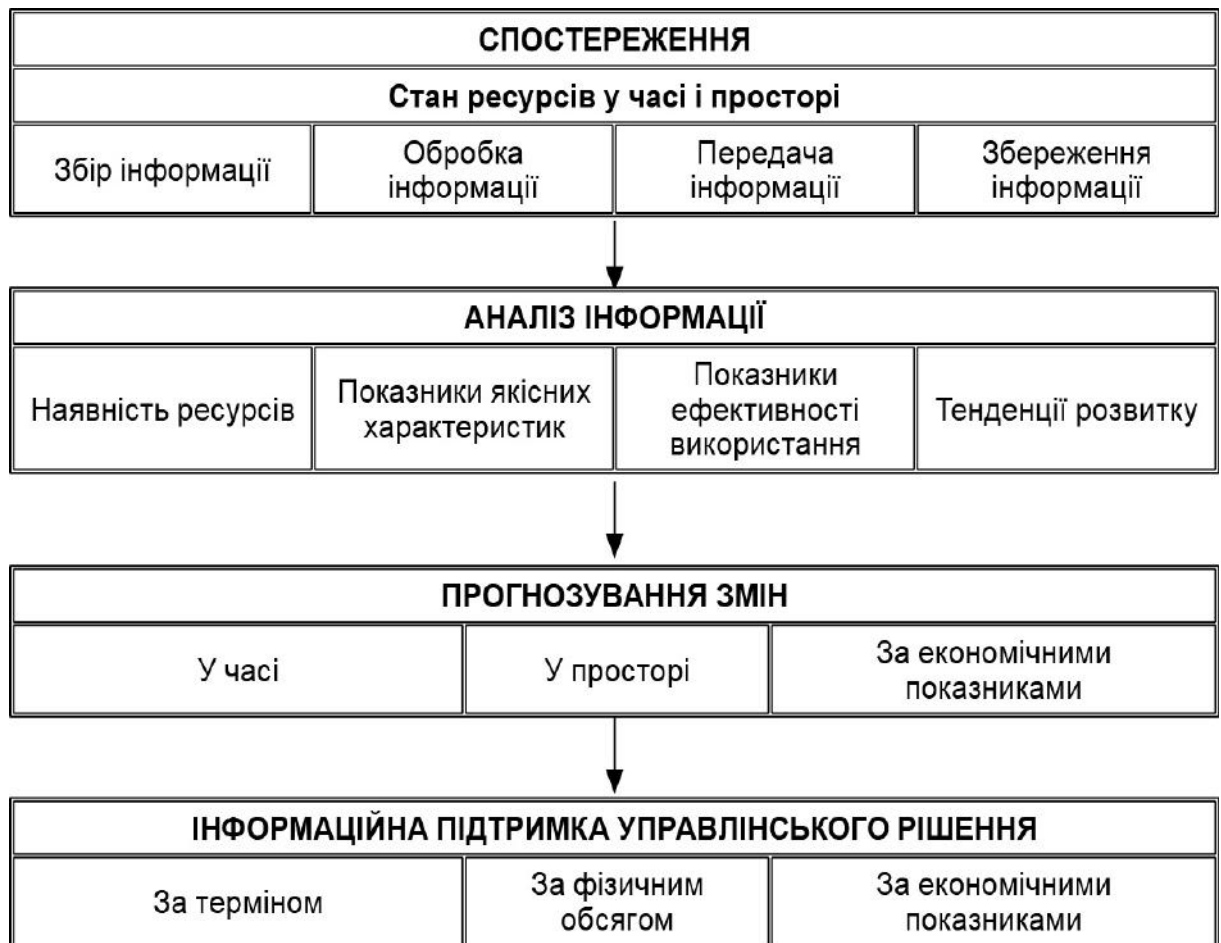 СПОСТЕРЕЖЕННЯ
Стан ресурсів у часі і просторі
Збір інформації
Обробка
інформації
Передача
інформації
Збереження
інформації
АНАЛІЗ ІНФОРМАЦІЇ
Наявність ресурсів
Показники якісних
характеристик
Показники
ефективності
використання
Тенденції розвитку
ПРОГНОЗУВАННЯ ЗМІН
У часі
У просторі
За економічними
показниками
ІНФОРМАЦІЙНА ПІДТРИМКА УПРАВЛІНСЬКОГО РІШЕННЯ
За терміном
За фізичним
обсягом
За економічними
показниками